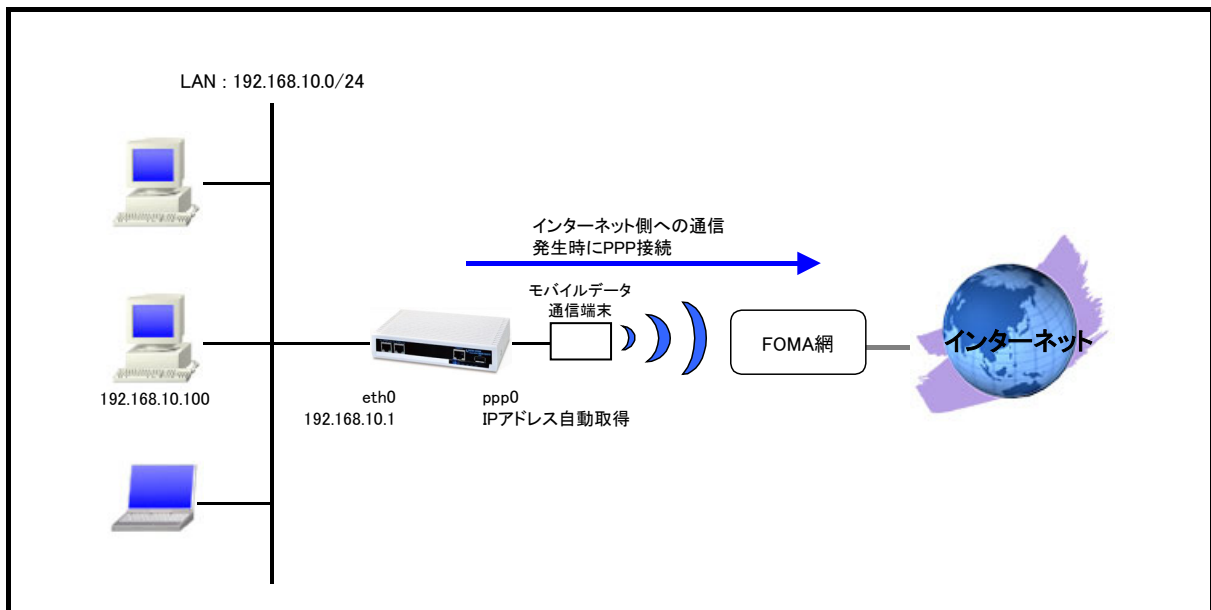 LAN : 192.168.10.0/24
インターネット側への通信
発生時にPPP接続
モバイルデータ
通信端末
FOMA網
インターネット
192.168.10.100
eth0
192.168.10.1
ppp0
IPアドレス自動取得